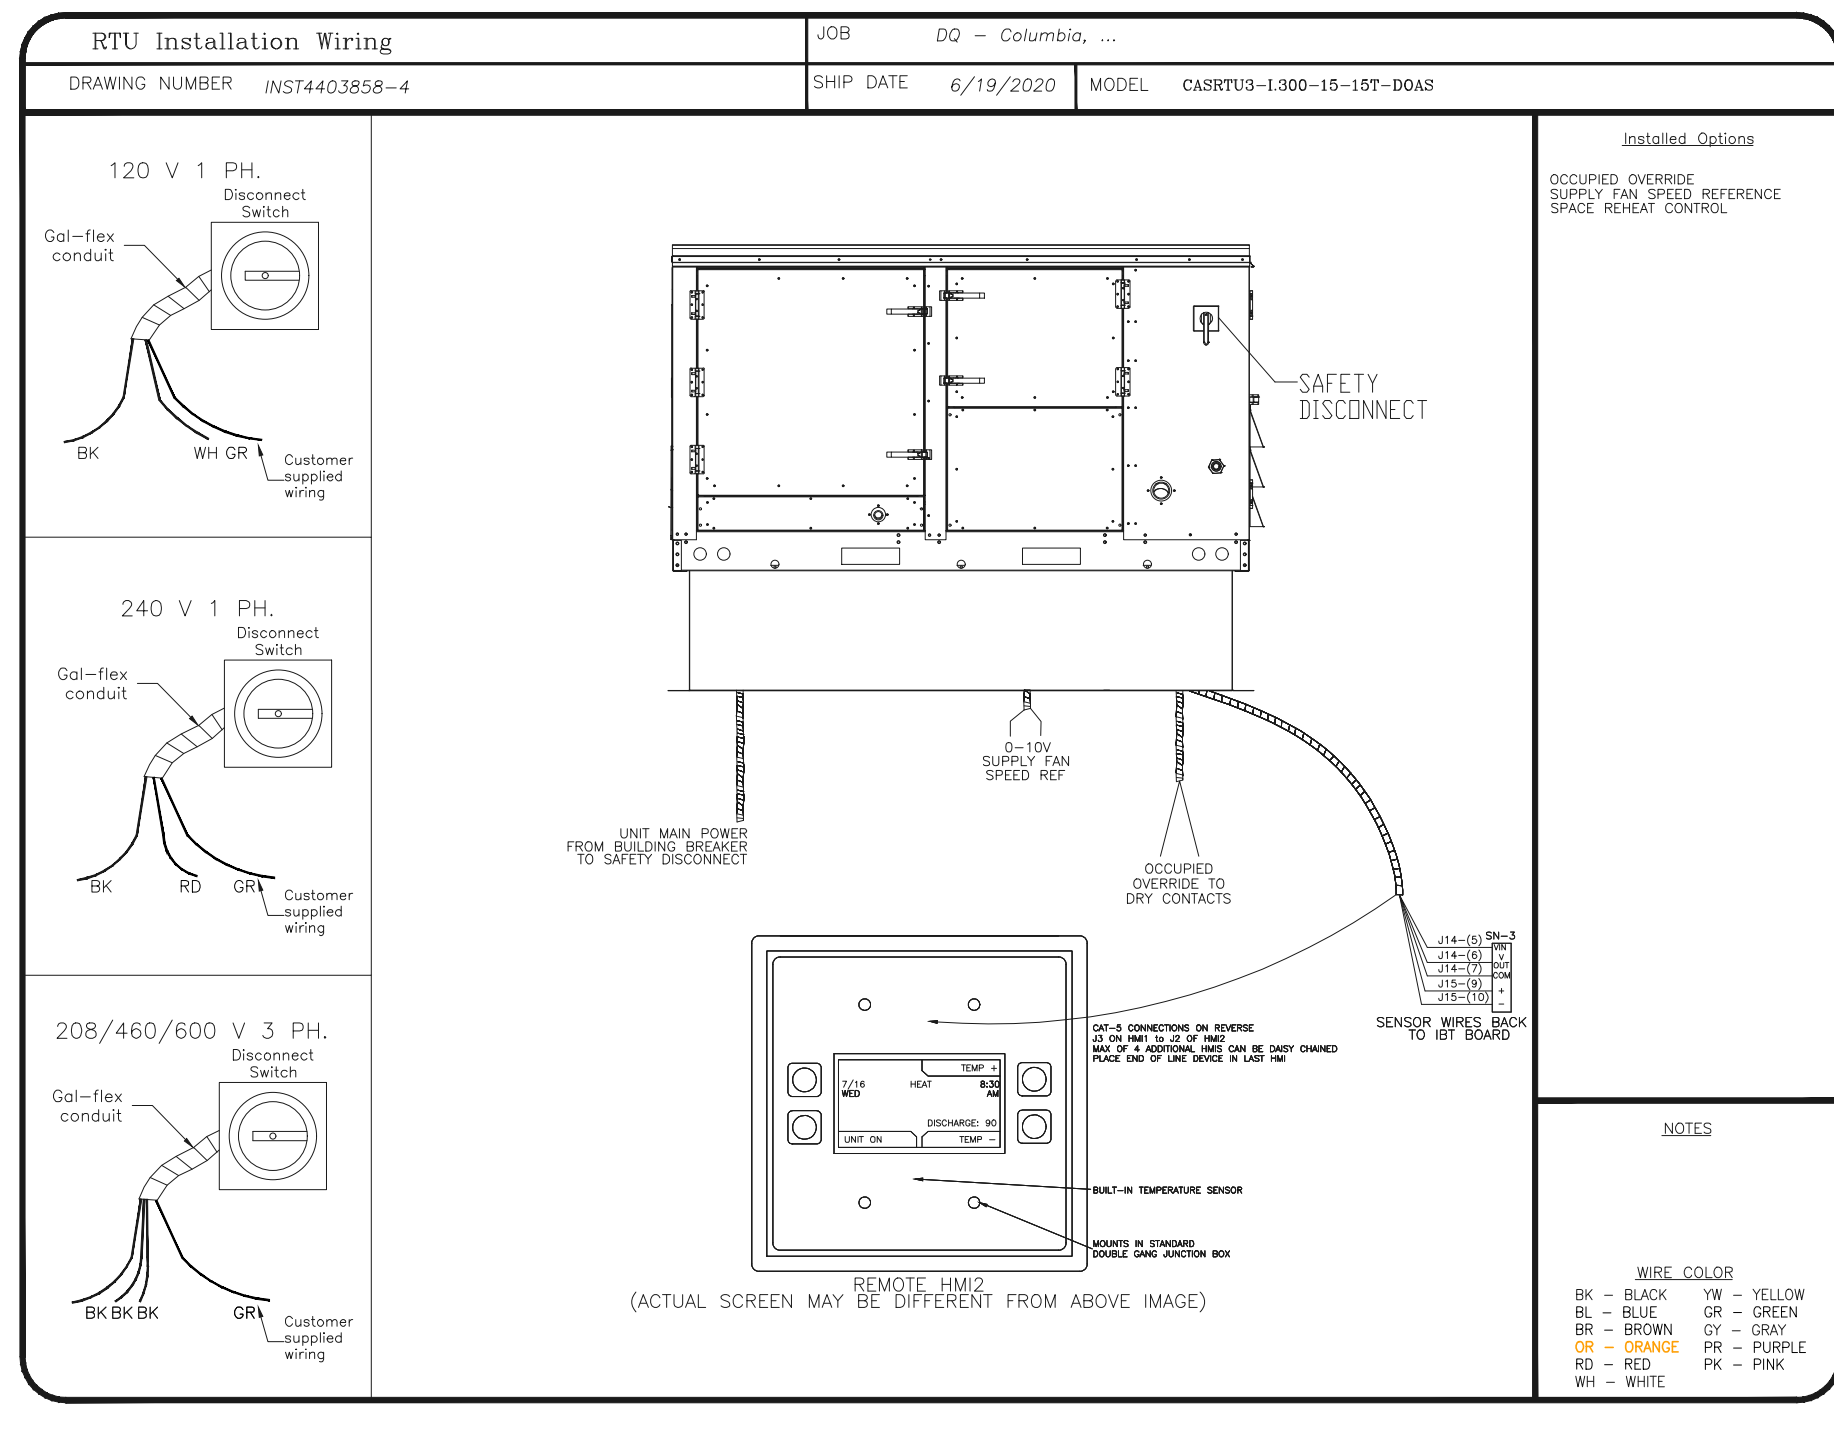 RTU Installation Wiring
JOB DQ - Columbia, ...
DRAWING NUMBER INST4403858-4
SHIP DATE 6/19/2020
MODEL CASRTU3-I.300-15-15T-DOAS
120 V 1 PH.
Disconnect
Switch
Gal-flex
conduit
BK
WH GR
Customer
supplied
wiring
240 V 1 PH.
Disconnect
Switch
Gal-flex
conduit
BK
RD
GR
Customer
supplied
wiring
208/460/600 V 3 PH.
Disconnect
Switch
Gal-flex
conduit
BK BK BK
GR
Customer
supplied
wiring
SAFETY
DISCONNECT
0-10V
SUPPLY FAN
SPEED REF
UNIT MAIN POWER
FROM BUILDING BREAKER
TO SAFETY DISCONNECT
OCCUPIED
OVERRIDE TO
DRY CONTACTS
SN-3
J14-(5)
J14-(6)
J14-(7)
J15-(9)
J15-(10)
VIN
V
OUT
COM
+
-
SENSOR WIRES BACK
TO IBT BOARD
CAT-5 CONNECTIONS ON REVERSE
J3 ON HMI1 to J2 OF HMI2
MAX OF 4 ADDITIONAL HMIS CAN BE DAISY CHAINED
PLACE END OF LINE DEVICE IN LAST HMI
TEMP +
7/16
WED
HEAT
8:30
AM
DISCHARGE: 90
UNIT ON
TEMP -
BUILT-IN TEMPERATURE SENSOR
MOUNTS IN STANDARD
DOUBLE GANG JUNCTION BOX
REMOTE HMI2
(ACTUAL SCREEN MAY BE DIFFERENT FROM ABOVE IMAGE)
Installed Options
OCCUPIED OVERRIDE
SUPPLY FAN SPEED REFERENCE
SPACE REHEAT CONTROL
NOTES
WIRE COLOR
BK - BLACK YW - YELLOW
BL - BLUE GR - GREEN
BR - BROWN GY - GRAY
OR - ORANGE PR - PURPLE
RD - RED PK - PINK
WH - WHITE